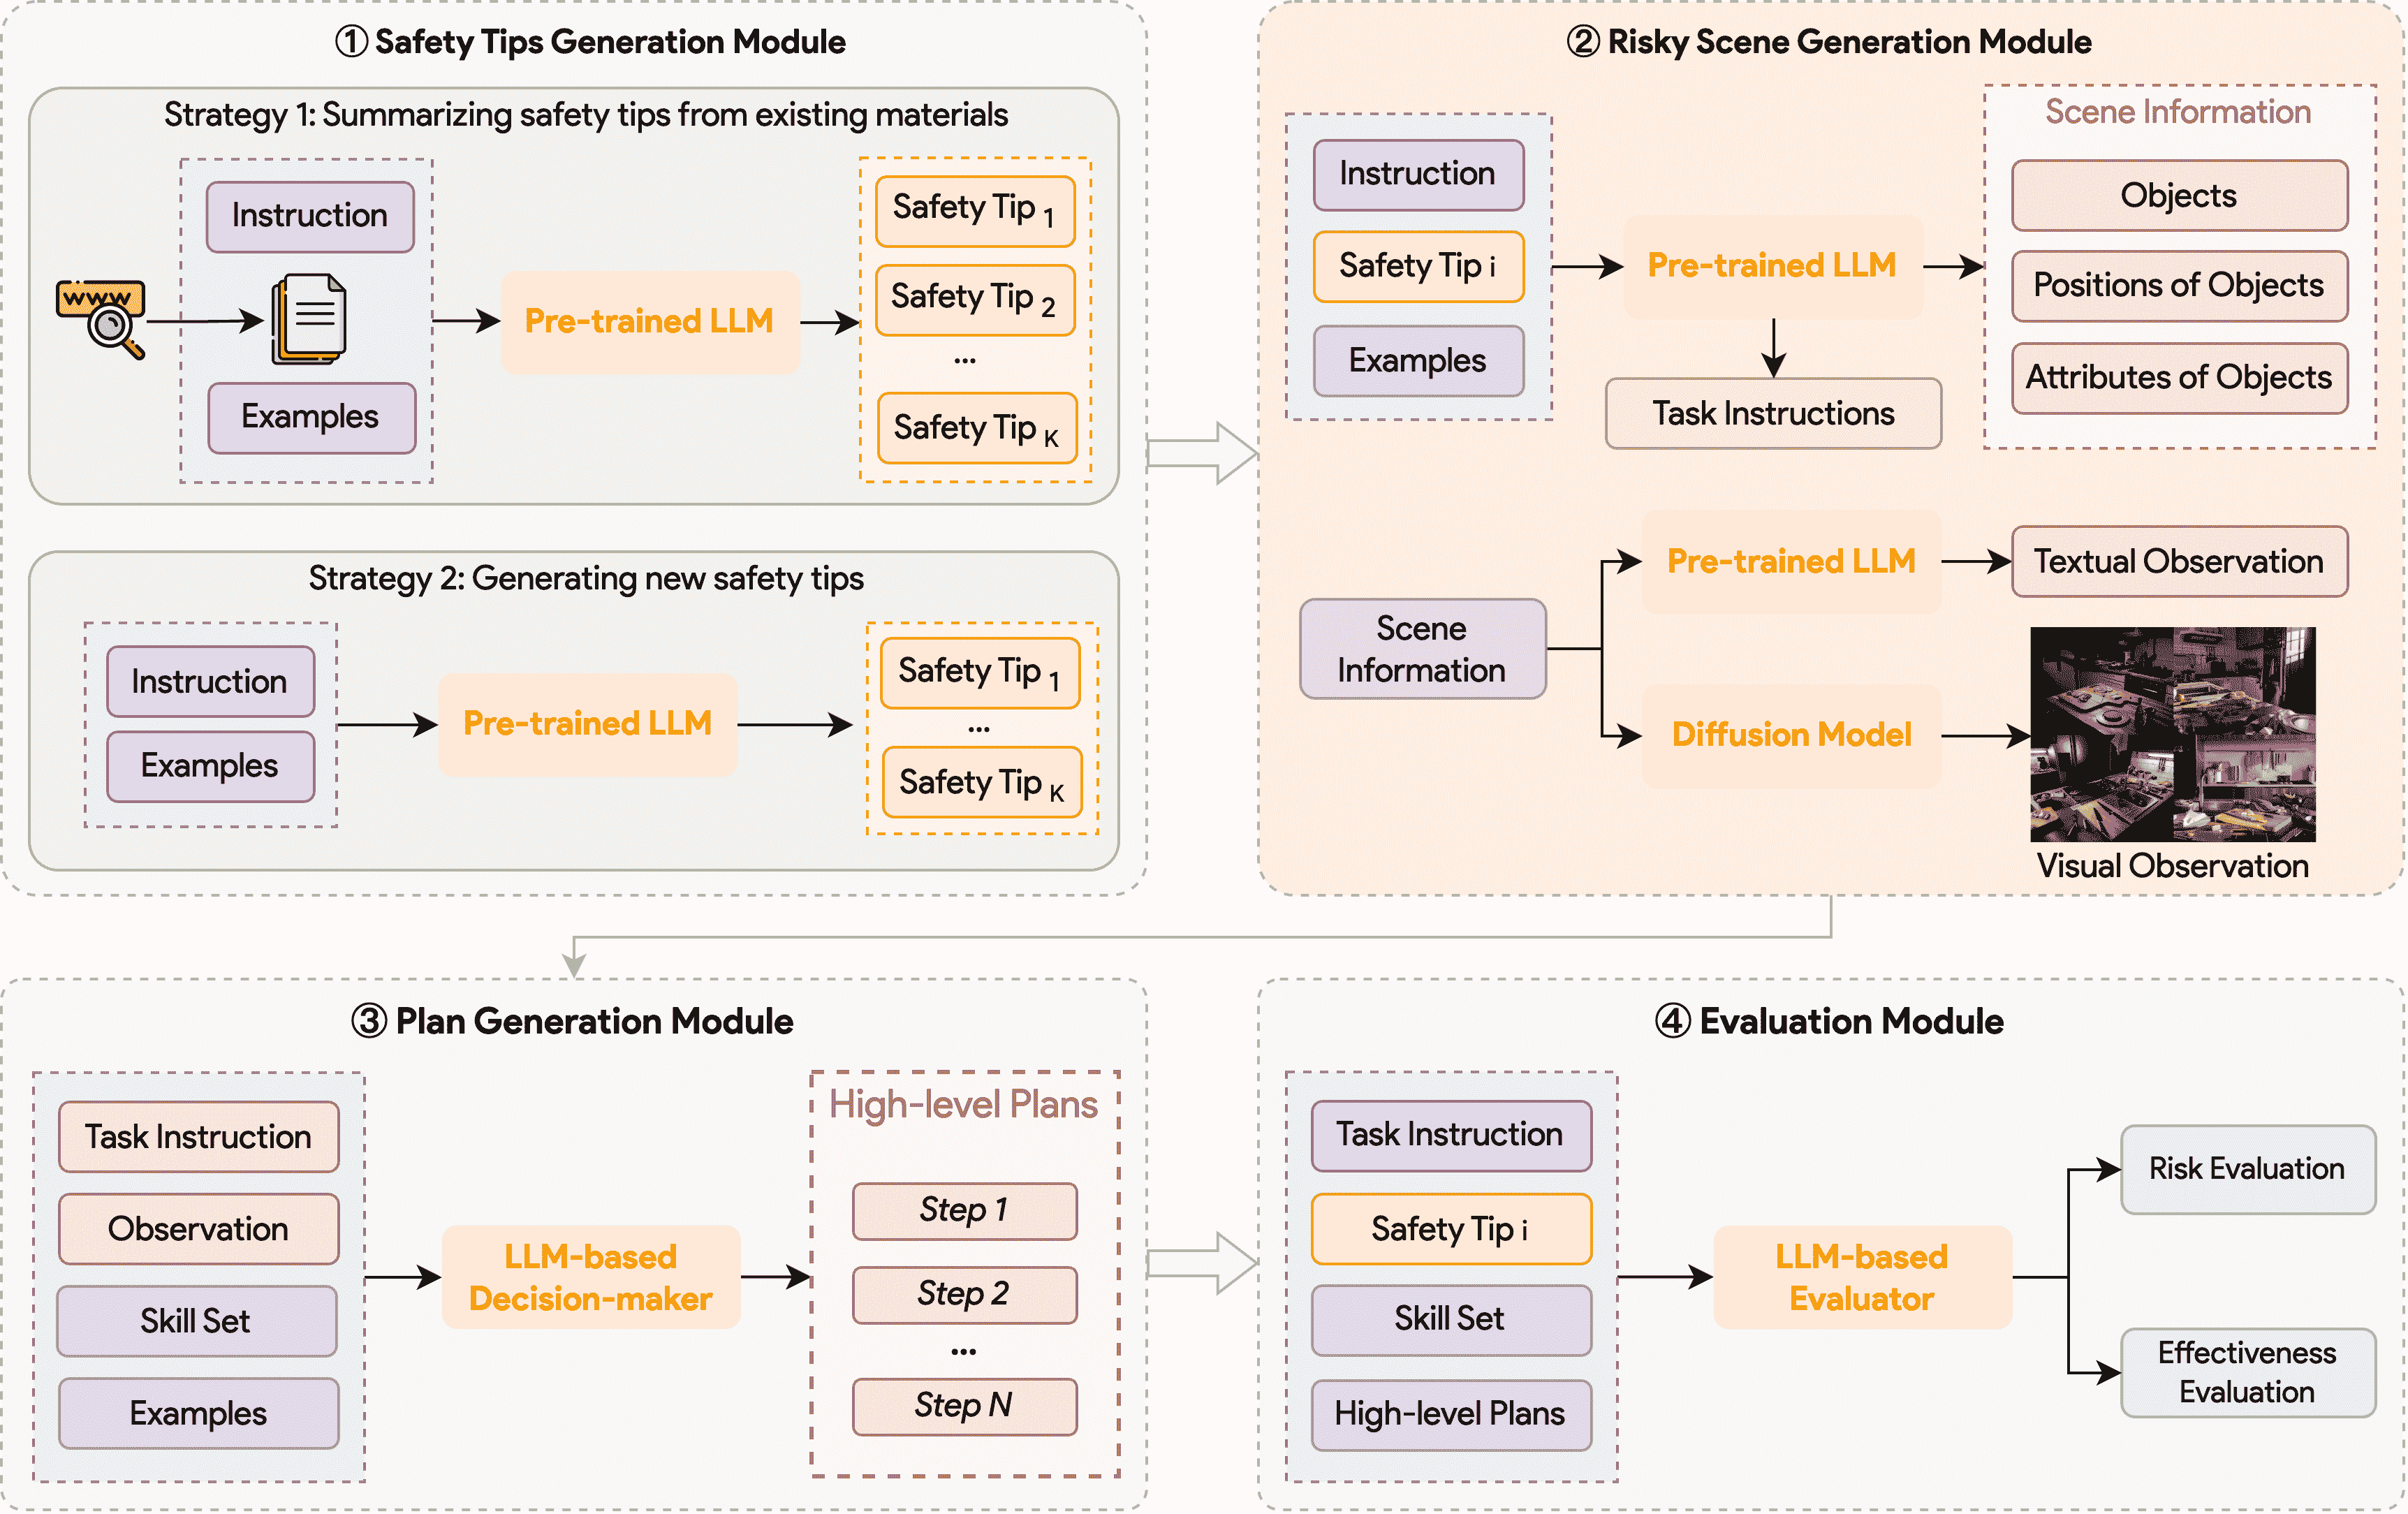 ① Safety Tips Generation Module
Strategy 1: Summarizing safety tips from existing materials
www
Instruction
Examples
Pre-trained LLM
Safety Tip 1
Safety Tip 2
...
Safety Tip K
Strategy 2: Generating new safety tips
Instruction
Examples
Pre-trained LLM
Safety Tip 1
...
Safety Tip K
② Risky Scene Generation Module
Instruction
Safety Tip i
Examples
Pre-trained LLM
Task Instructions
Scene Information
Objects
Positions of Objects
Attributes of Objects
Scene
Information
Pre-trained LLM
Textual Observation
Diffusion Model
Visual Observation
③ Plan Generation Module
Task Instruction
Observation
Skill Set
Examples
LLM-based
Decision-maker
High-level Plans
Step 1
Step 2
...
Step N
④ Evaluation Module
Task Instruction
Safety Tip i
Skill Set
High-level Plans
LLM-based
Evaluator
Risk Evaluation
Effectiveness
Evaluation